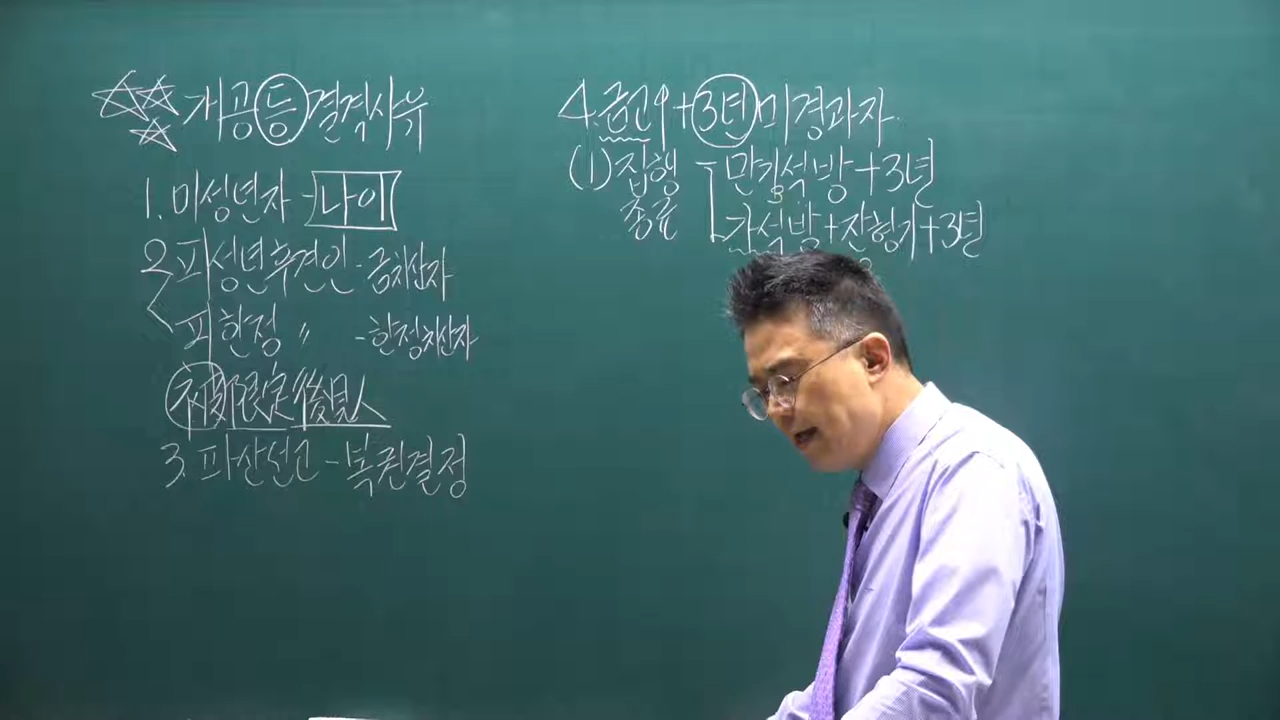 개공등결격사유
1. 미성년자 - 나이
2. 피성년후견인 - 금치산자
피한정 〃 - 한정치산자
被限定後見人
3. 파산선고 - 복권결정
4. 금고↑+3년미경과자.
(1) 집행종료
만기석방+3년
가석방+잔형기+3년